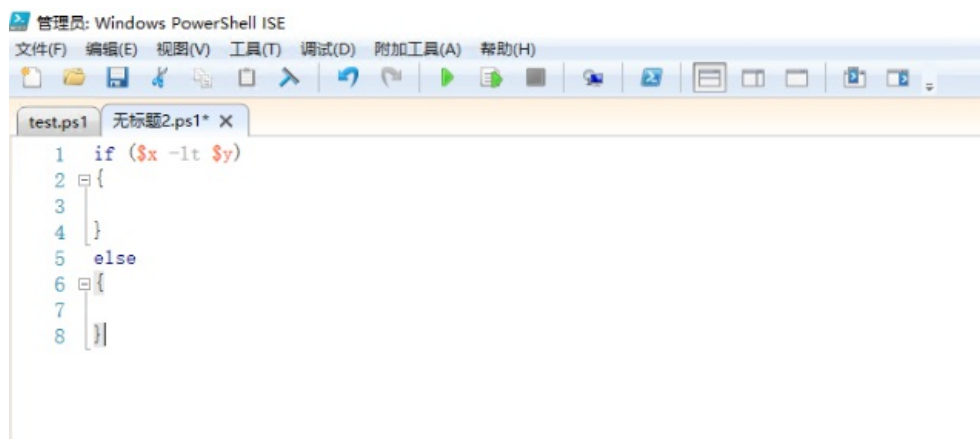 管理员: Windows PowerShell ISE
文件(F) 编辑(E) 视图(V) 工具(T) 调试(D) 附加工具(A) 帮助(H)
test.ps1 无标题2.ps1* X
1 if ($x -lt $y)
2 {
3
4 }
5 else
6 {
7
8 }